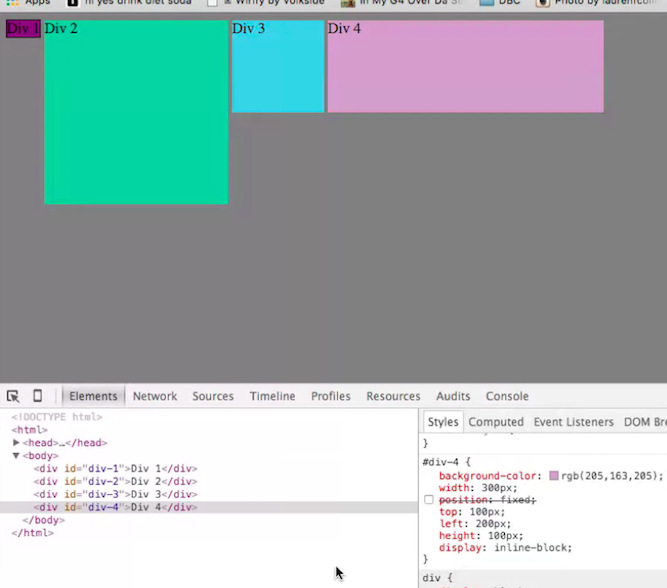 Apps hi yes drink diet soda Winify by Volkside In My G4 Over Da S DBC Photo by laurenrcom
Div 1 Div 2 Div 3 Div 4
Elements Network Sources Timeline Profiles Resources Audits Console
<!DOCTYPE html>
<html>
▶<head>…</head>
▼<body>
<div id="div-1">Div 1</div>
<div id="div-2">Div 2</div>
<div id="div-3">Div 3</div>
<div id="div-4">Div 4</div>
</body>
</html>
Styles Computed Event Listeners DOM Bre
}
#div-4 {
background-color: rgb(205,163,205);
width: 300px;
position: fixed;
top: 100px;
left: 200px;
height: 100px;
display: inline-block;
}
div {